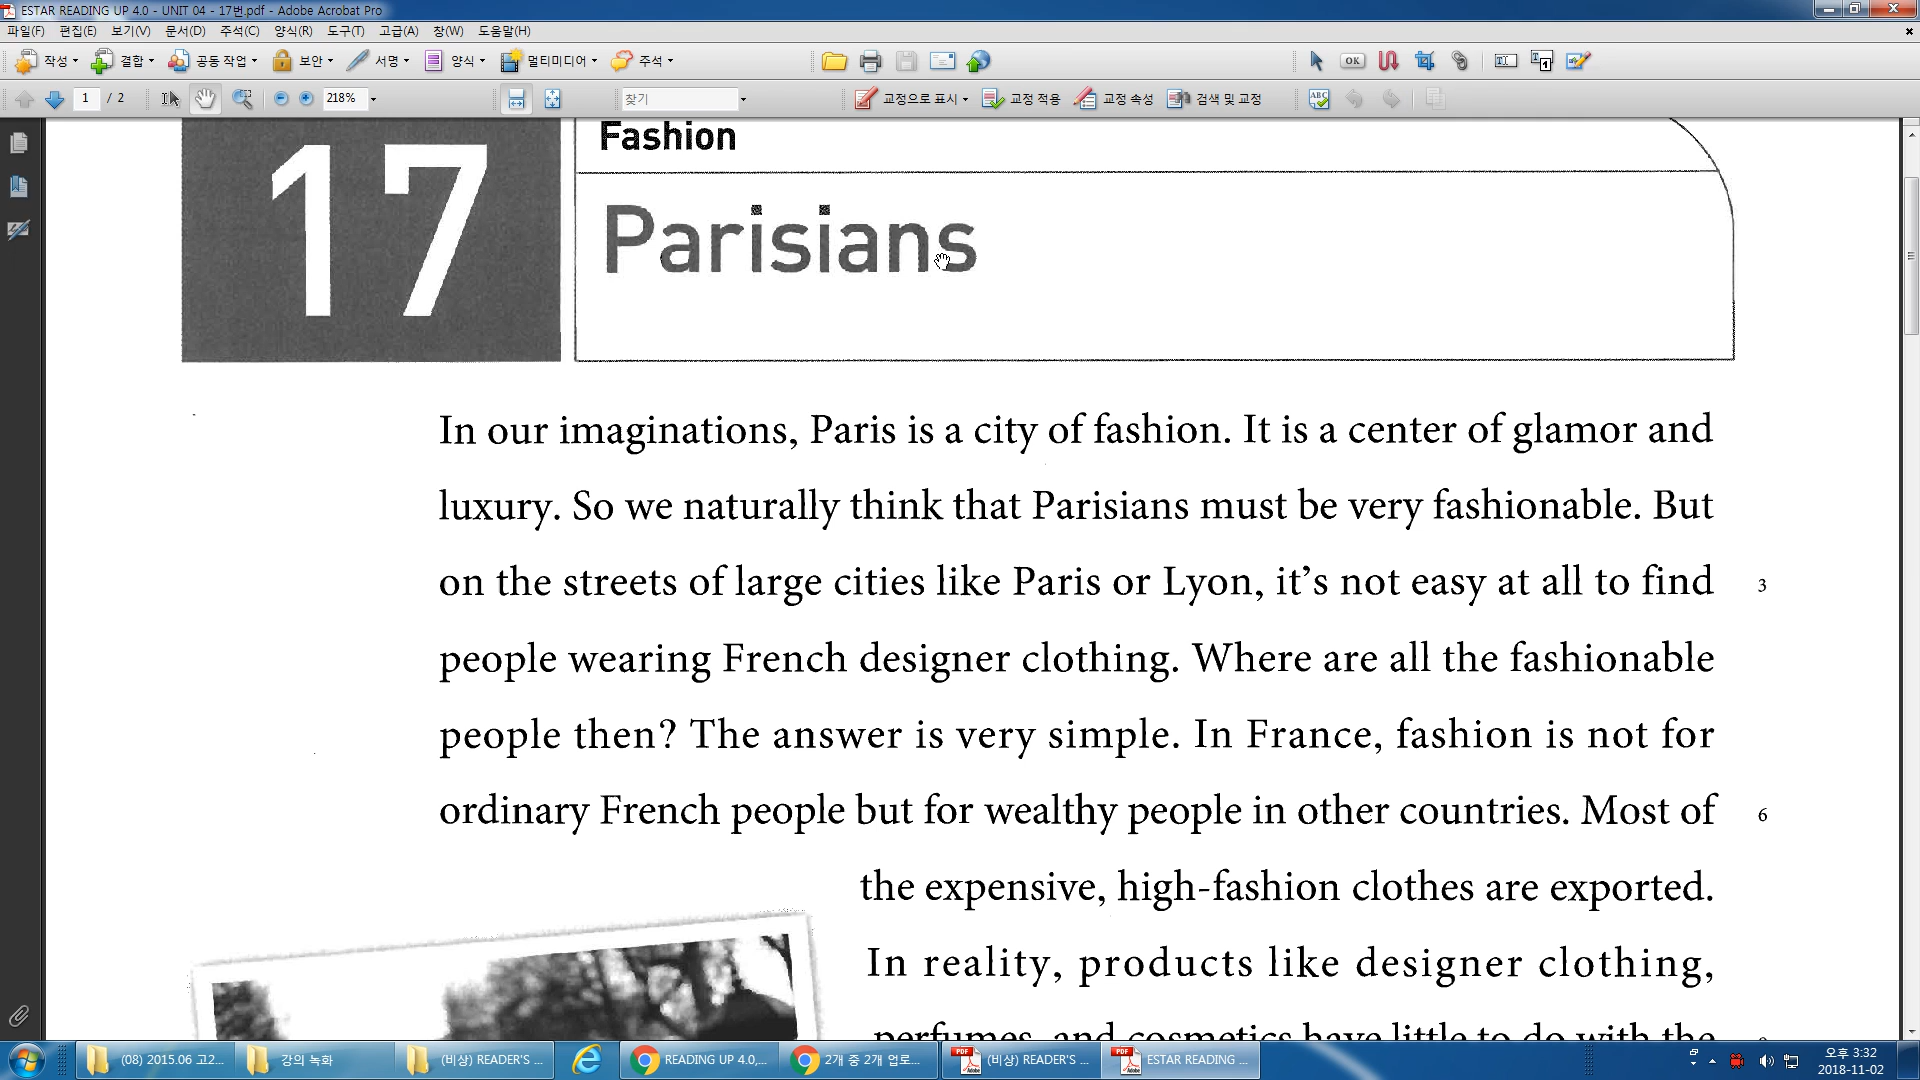 ESTAR READING UP 4.0 - UNIT 04 - 17번.pdf - Adobe Acrobat Pro
파일(F) 편집(E) 보기(V) 문서(D) 주석(C) 양식(R) 도구(T) 고급(A) 창(W) 도움말(H)
작성 결합 공동 작업 보안 서명 양식 멀티미디어 주석 OK
1 / 2 218% 찾기 교정으로 표시 교정 적용 교정 속성 검색 및 교정
17
Fashion
Parisians
In our imaginations, Paris is a city of fashion. It is a center of glamor and
luxury. So we naturally think that Parisians must be very fashionable. But
on the streets of large cities like Paris or Lyon, it's not easy at all to find 3
people wearing French designer clothing. Where are all the fashionable
people then? The answer is very simple. In France, fashion is not for
ordinary French people but for wealthy people in other countries. Most of 6
the expensive, high-fashion clothes are exported.
In reality, products like designer clothing,
perfumes, and cosmetics have little to do with the
(08) 2015.06 고2... 강의 녹화 (비상) READER'S ... READING UP 4.0,... 2개 중 2개 업로... (비상) READER'S ... ESTAR READING ...
오후 3:32
2018-11-02